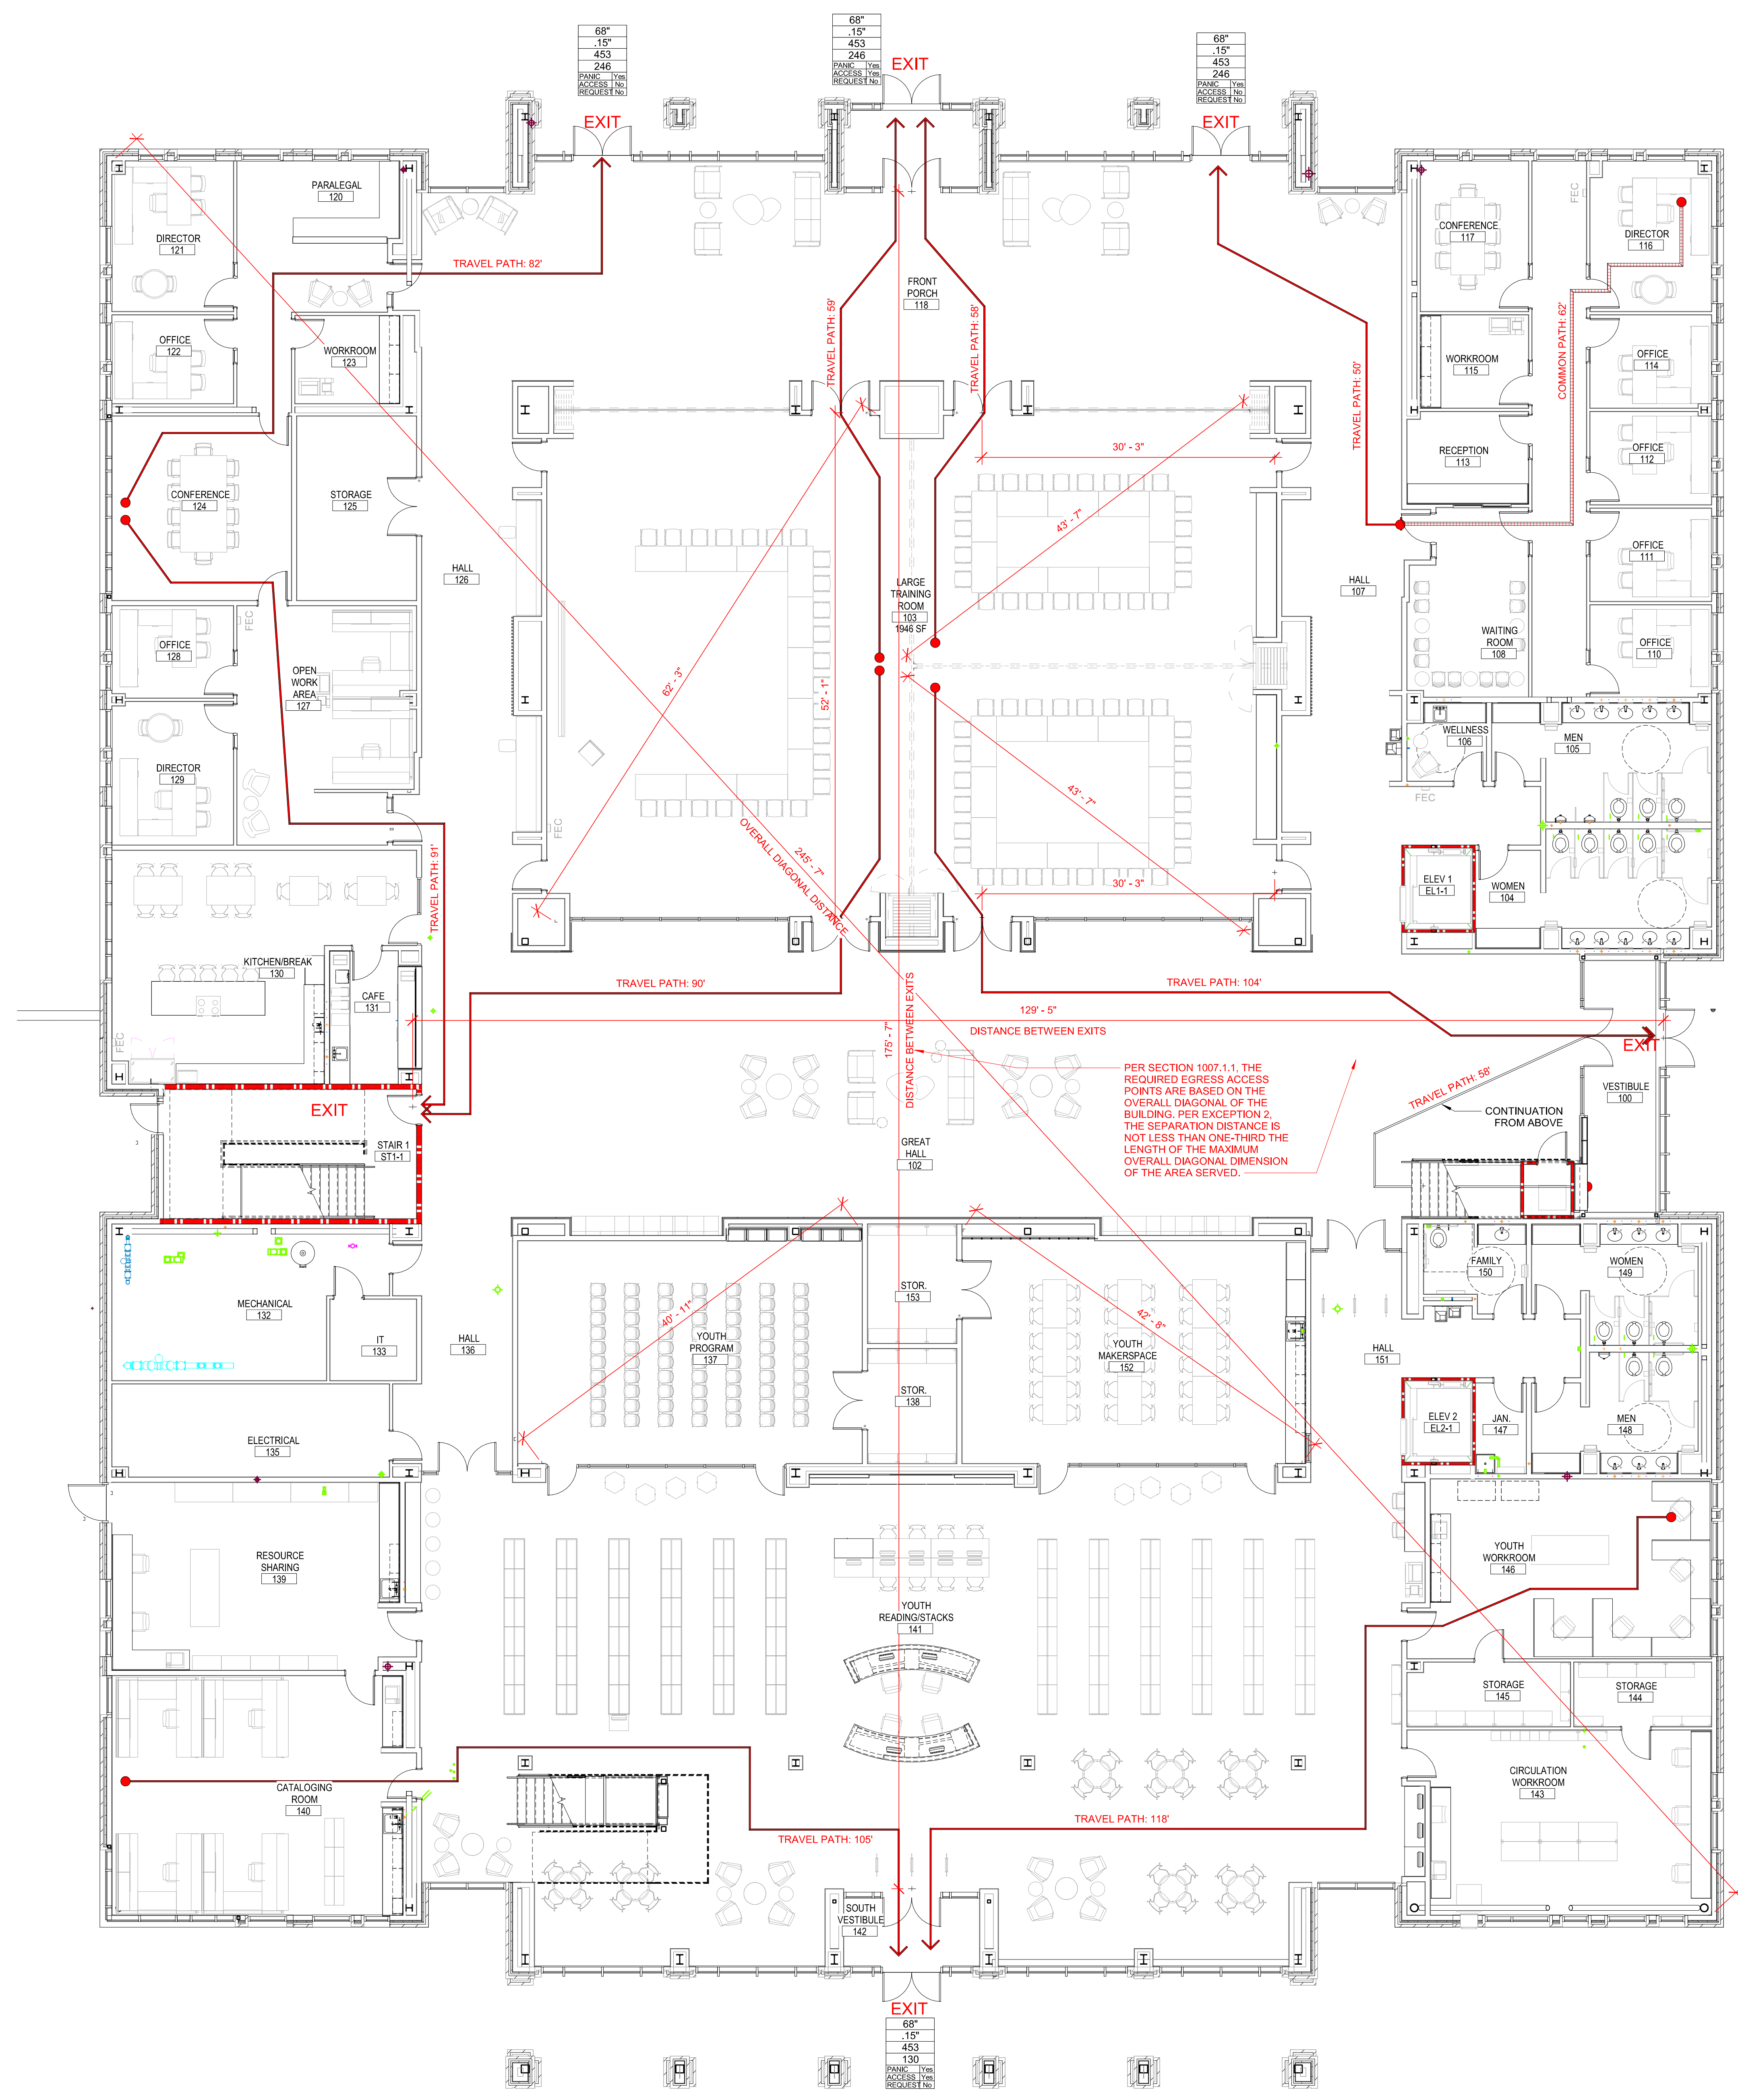 68"
.15"
453
246
PANIC Yes
ACCESS No
REQUEST No
EXIT
68"
.15"
453
246
PANIC Yes
ACCESS Yes
REQUEST No
EXIT
68"
.15"
453
246
PANIC Yes
ACCESS No
REQUEST No
EXIT
PARALEGAL
120
DIRECTOR
121
TRAVEL PATH: 82'
OFFICE
122
WORKROOM
123
FRONT
PORCH
118
TRAVEL PATH: 59'
TRAVEL PATH: 58'
CONFERENCE
117
FEC
DIRECTOR
116
WORKROOM
115
OFFICE
114
COMMON PATH: 62'
TRAVEL PATH: 50'
RECEPTION
113
OFFICE
112
30' - 3"
43' - 7"
CONFERENCE
124
STORAGE
125
HALL
126
LARGE
TRAINING
ROOM
103
1946 SF
HALL
107
OFFICE
111
WAITING
ROOM
108
OFFICE
110
FEC
OFFICE
128
OPEN
WORK
AREA
127
62' - 3"
52' - 1"
DIRECTOR
129
WELLNESS
106
MEN
105
FEC
43' - 7"
FEC
245' - 7"
OVERALL DIAGONAL DISTANCE
TRAVEL PATH: 91'
30' - 3"
ELEV 1
EL1-1
WOMEN
104
KITCHEN/BREAK
130
CAFE
131
FEC
TRAVEL PATH: 90'
TRAVEL PATH: 104'
129' - 5"
DISTANCE BETWEEN EXITS
175' - 7"
DISTANCE BETWEEN EXITS
EXIT
PER SECTION 1007.1.1, THE
REQUIRED EGRESS ACCESS
POINTS ARE BASED ON THE
OVERALL DIAGONAL OF THE
BUILDING. PER EXCEPTION 2,
THE SEPARATION DISTANCE IS
NOT LESS THAN ONE-THIRD THE
LENGTH OF THE MAXIMUM
OVERALL DIAGONAL DIMENSION
OF THE AREA SERVED.
TRAVEL PATH: 58'
CONTINUATION
FROM ABOVE
VESTIBULE
100
EXIT
STAIR 1
ST1-1
GREAT
HALL
102
MECHANICAL
132
IT
133
HALL
136
40' - 11"
YOUTH
PROGRAM
137
STOR.
153
42' - 8"
YOUTH
MAKERSPACE
152
HALL
151
FAMILY
150
WOMEN
149
STOR.
138
ELECTRICAL
135
ELEV 2
EL2-1
JAN.
147
MEN
148
RESOURCE
SHARING
139
YOUTH
READING/STACKS
141
YOUTH
WORKROOM
146
STORAGE
145
STORAGE
144
CATALOGING
ROOM
140
CIRCULATION
WORKROOM
143
TRAVEL PATH: 105'
TRAVEL PATH: 118'
SOUTH
VESTIBULE
142
EXIT
68"
.15"
453
130
PANIC Yes
ACCESS Yes
REQUEST No